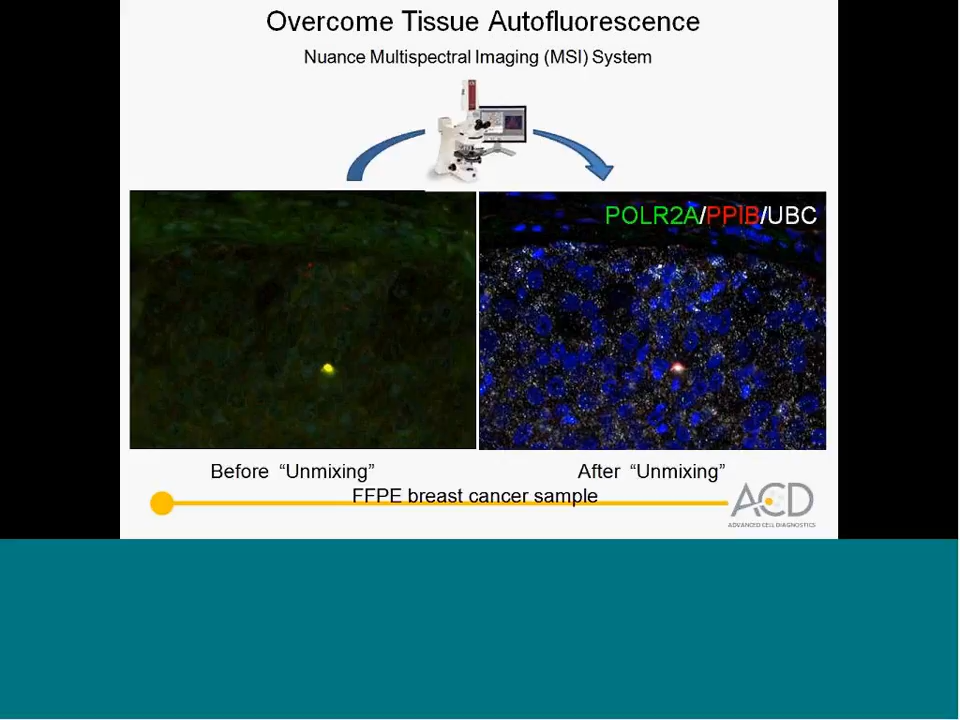 Overcome Tissue Autofluorescence
Nuance Multispectral Imaging (MSI) System
POLR2A/PPIB/UBC
Before “Unmixing”
After “Unmixing”
FFPE breast cancer sample
ACD
ADVANCED CELL DIAGNOSTICS